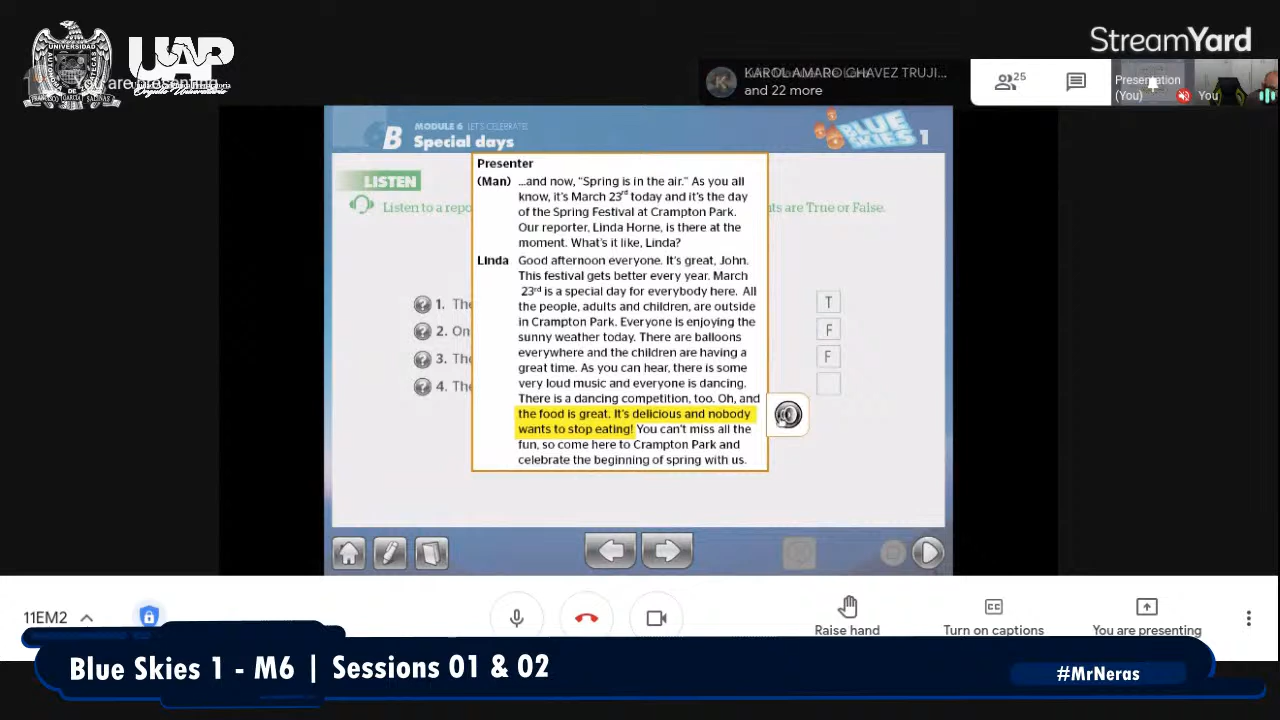 StreamYard
UNIVERSIDAD
UAP
You are presenting
FRANCISCO GARCIA SALINAS
KAROL AMARO CHAVEZ TRUJI...
and 22 more
25
Presentation
(You)
You
B
MODULE 6 LET'S CELEBRATE!
Special days
BLUE SKIES 1
LISTEN
Listen to a repo
ts are True or False.
Presenter
(Man) ...and now, “Spring is in the air.” As you all
know, it's March 23rd today and it's the day
of the Spring Festival at Crampton Park.
Our reporter, Linda Horne, is there at the
moment. What's it like, Linda?
Linda Good afternoon everyone. It's great, John.
This festival gets better every year. March
23rd is a special day for everybody here. All
the people, adults and children, are outside
in Crampton Park. Everyone is enjoying the
sunny weather today. There are balloons
everywhere and the children are having a
great time. As you can hear, there is some
very loud music and everyone is dancing.
There is a dancing competition, too. Oh, and
the food is great. It's delicious and nobody
wants to stop eating! You can't miss all the
fun, so come here to Crampton Park and
celebrate the beginning of spring with us.
1. The
T
2. On
F
3. The
F
4. The
11EM2
Raise hand
Turn on captions
You are presenting
Blue Skies 1 - M6 | Sessions 01 & 02
#MrNeras